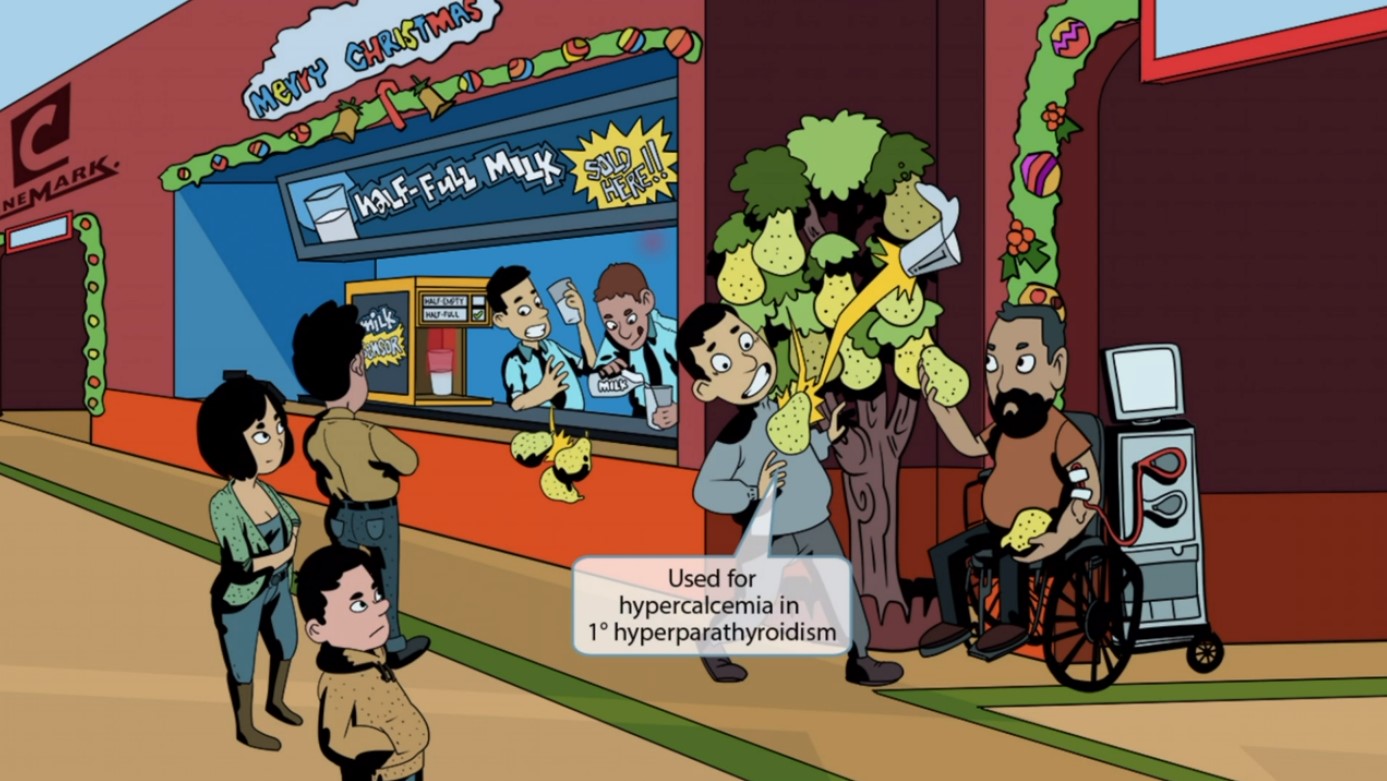 MERRY CHRISTMAS
NEMARK.
HALF-FULL MILK
SOLD
HERE!!
HALF-EMPTY
HALF-FULL
MILK
MILK
Used for
hypercalcemia in
1° hyperparathyroidism